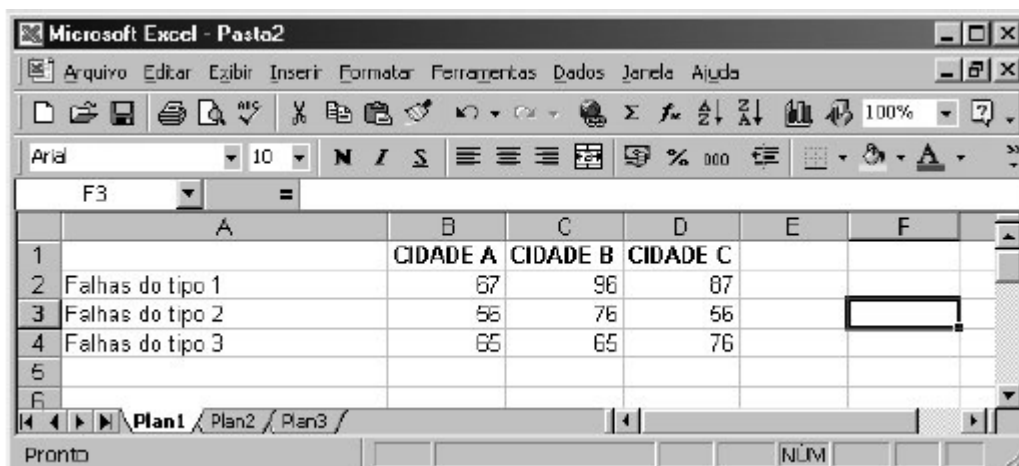 Microsoft Excel - Pasta2
Arquivo Editar Exibir Inserir Formatar Ferramentas Dados Janela Ajuda
100%
Arial 10 N I S % 000 A
F3 =
A B C D E F
1 CIDADE A CIDADE B CIDADE C
2 Falhas do tipo 1 67 96 87
3 Falhas do tipo 2 56 76 56
4 Falhas do tipo 3 65 65 76
5
6
Plan1 Plan2 Plan3
Pronto NÚM